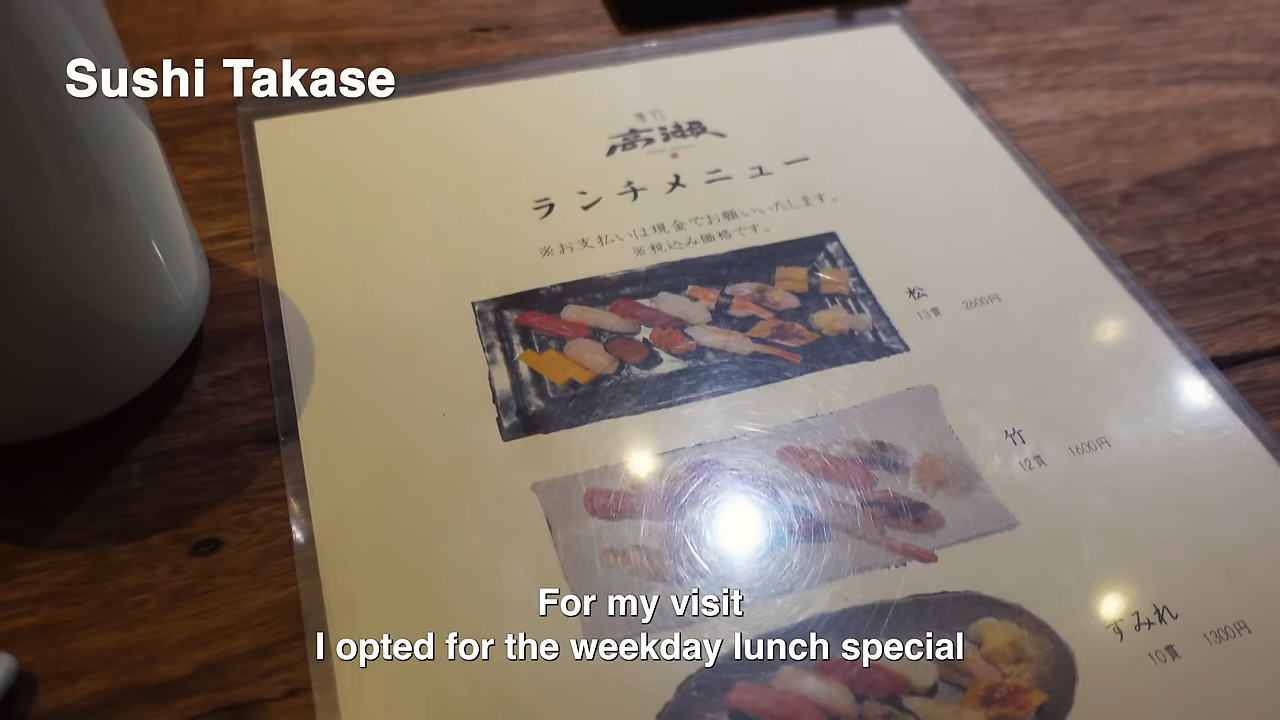 Sushi Takase
高瀬
ランチメニュー
※お支払いは現金でお願いいたします。
※税込み価格です。
松
13貫 2600円
竹
12貫 1600円
すみれ
10貫 1300円
For my visit
I opted for the weekday lunch special